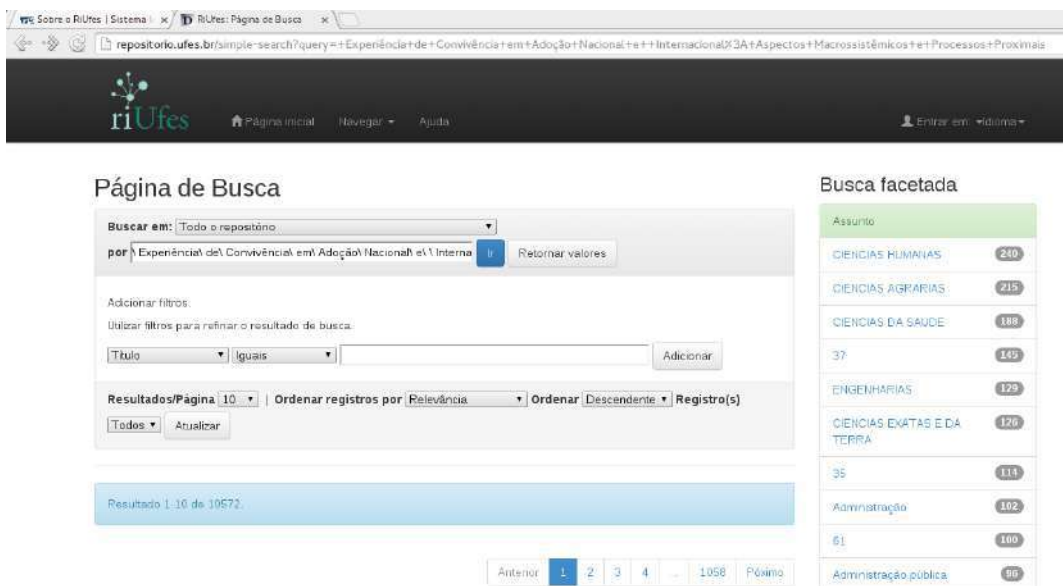 Sobre o RiUfes | Sistema
RiUfes: Página de Busca
repositorio.ufes.br/simple-search?query=+Experiência+de+Convivência+em+Adoção+Nacional+e++Internacional%3A+Aspectos+Macrossistêmicos+e+Processos+Proximais
riUfes
Página inicial Navegar Ajuda
Entrar em: Idioma
Página de Busca
Buscar em: Todo o repositório
por \ Experiência\ de\ Convivência\ em\ Adoção\ Nacional\ e\ \ Interna Ir Retornar valores
Adicionar filtros.
Utilizar filtros para refinar o resultado de busca.
Título Iguais Adicionar
Resultados/Página 10 | Ordenar registros por Relevância Ordenar Descendente Registro(s)
Todos Atualizar
Resultado 1-10 de 10572.
Anterior 1 2 3 4 ... 1058 Póximo
Busca facetada
Assunto
CIENCIAS HUMANAS 240
CIENCIAS AGRARIAS 215
CIENCIAS DA SAUDE 188
37 145
ENGENHARIAS 129
CIENCIAS EXATAS E DA
TERRA 126
35 114
Administração 102
61 100
Administração pública 96